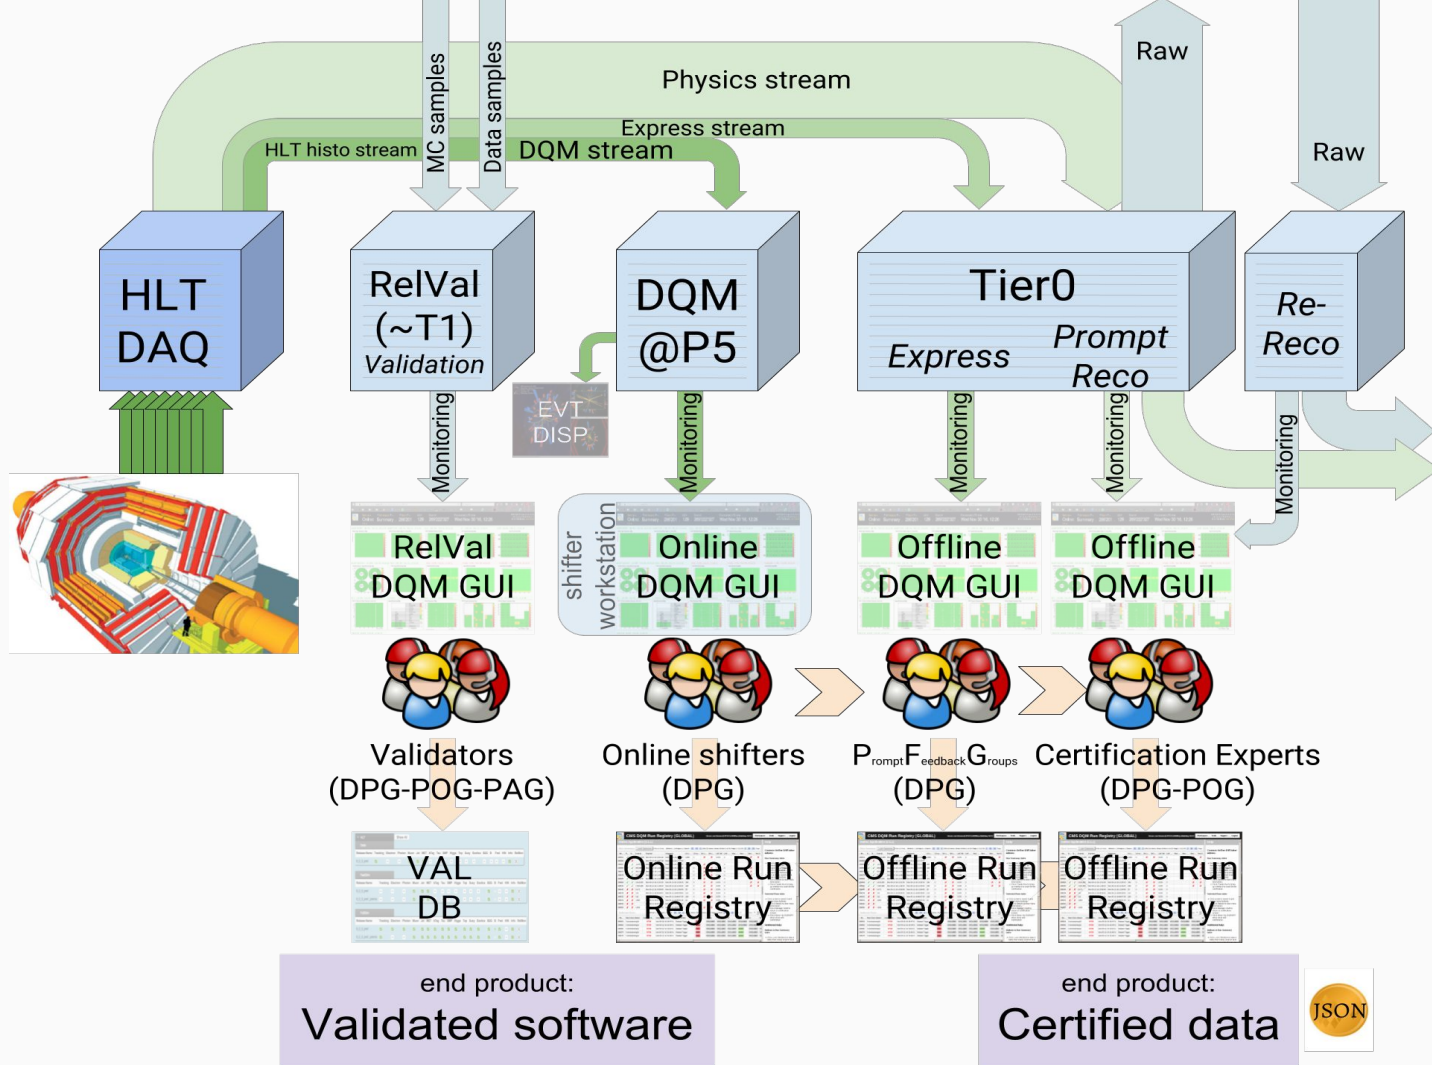 Raw
Physics stream
MC samples
Data samples
Express stream
HLT histo stream
DQM stream
Raw
HLT
DAQ
RelVal
(~T1)
Validation
DQM
@P5
Tier0
Express
Prompt
Reco
Re-
Reco
EVT
DISP
Monitoring
Monitoring
Monitoring
Monitoring
Monitoring
RelVal
DQM GUI
shifter
workstation
Online
DQM GUI
Offline
DQM GUI
Offline
DQM GUI
Validators
(DPG-POG-PAG)
Online shifters
(DPG)
PromptFeedbackGroups
(DPG)
Certification Experts
(DPG-POG)
VAL
DB
Online Run
Registry
Offline Run
Registry
Offline Run
Registry
end product:
Validated software
end product:
Certified data
JSON